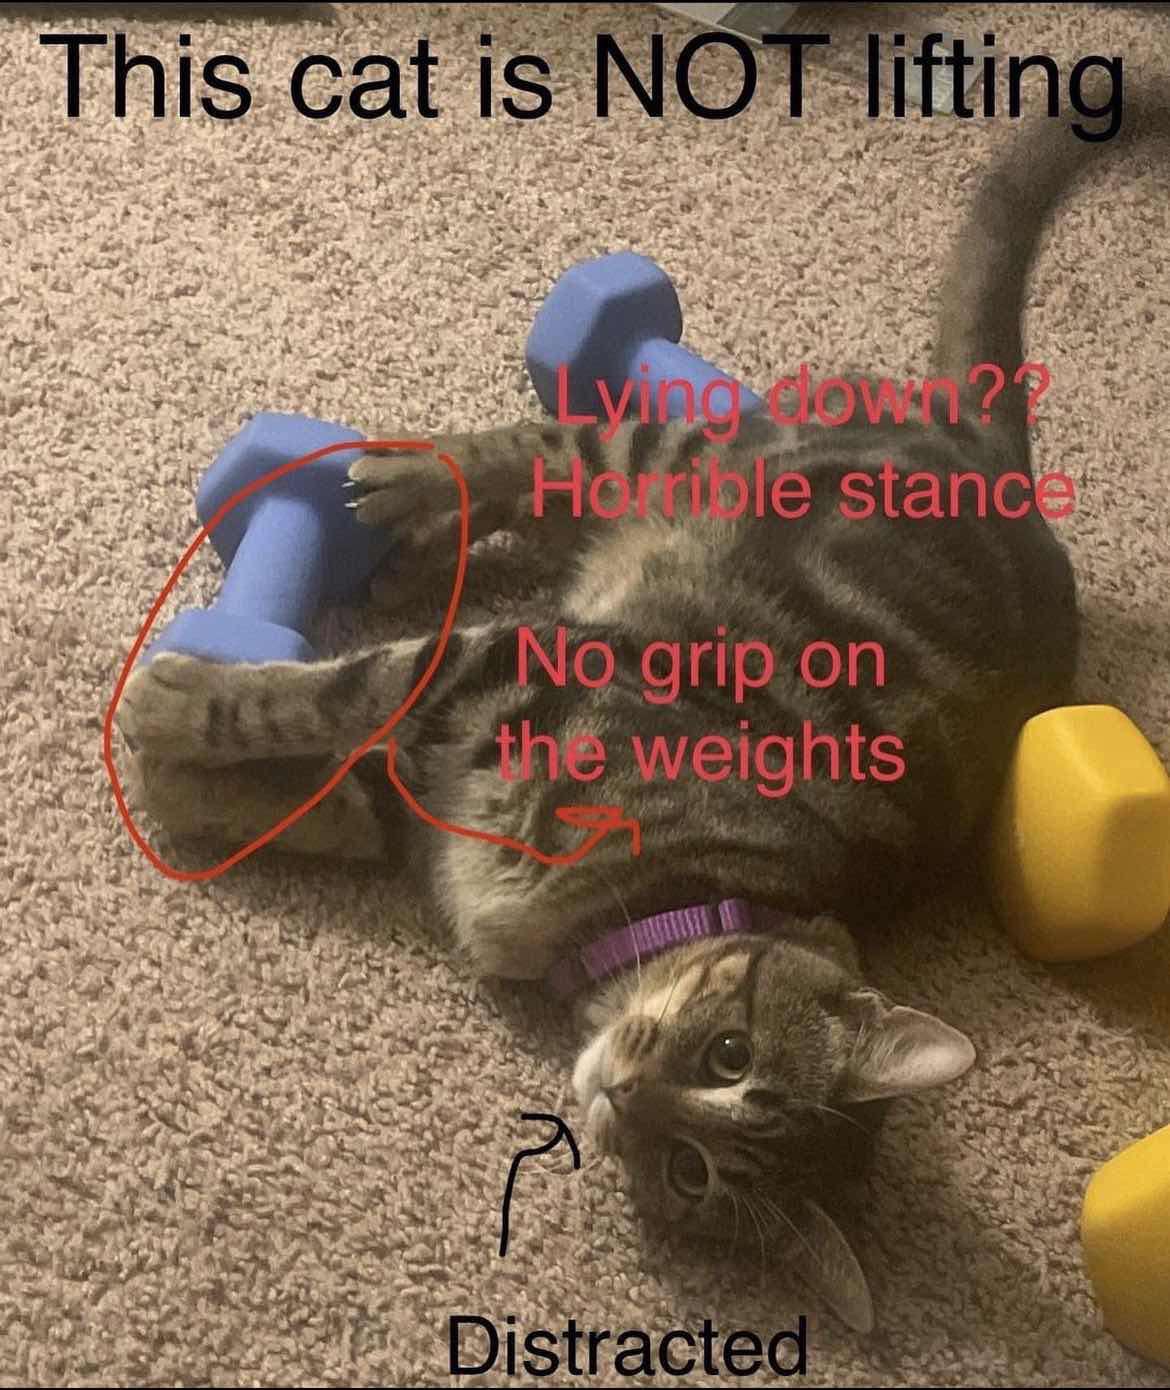 This cat is NOT lifting
Lying down??
Horrible stance
No grip on
the weights
Distracted